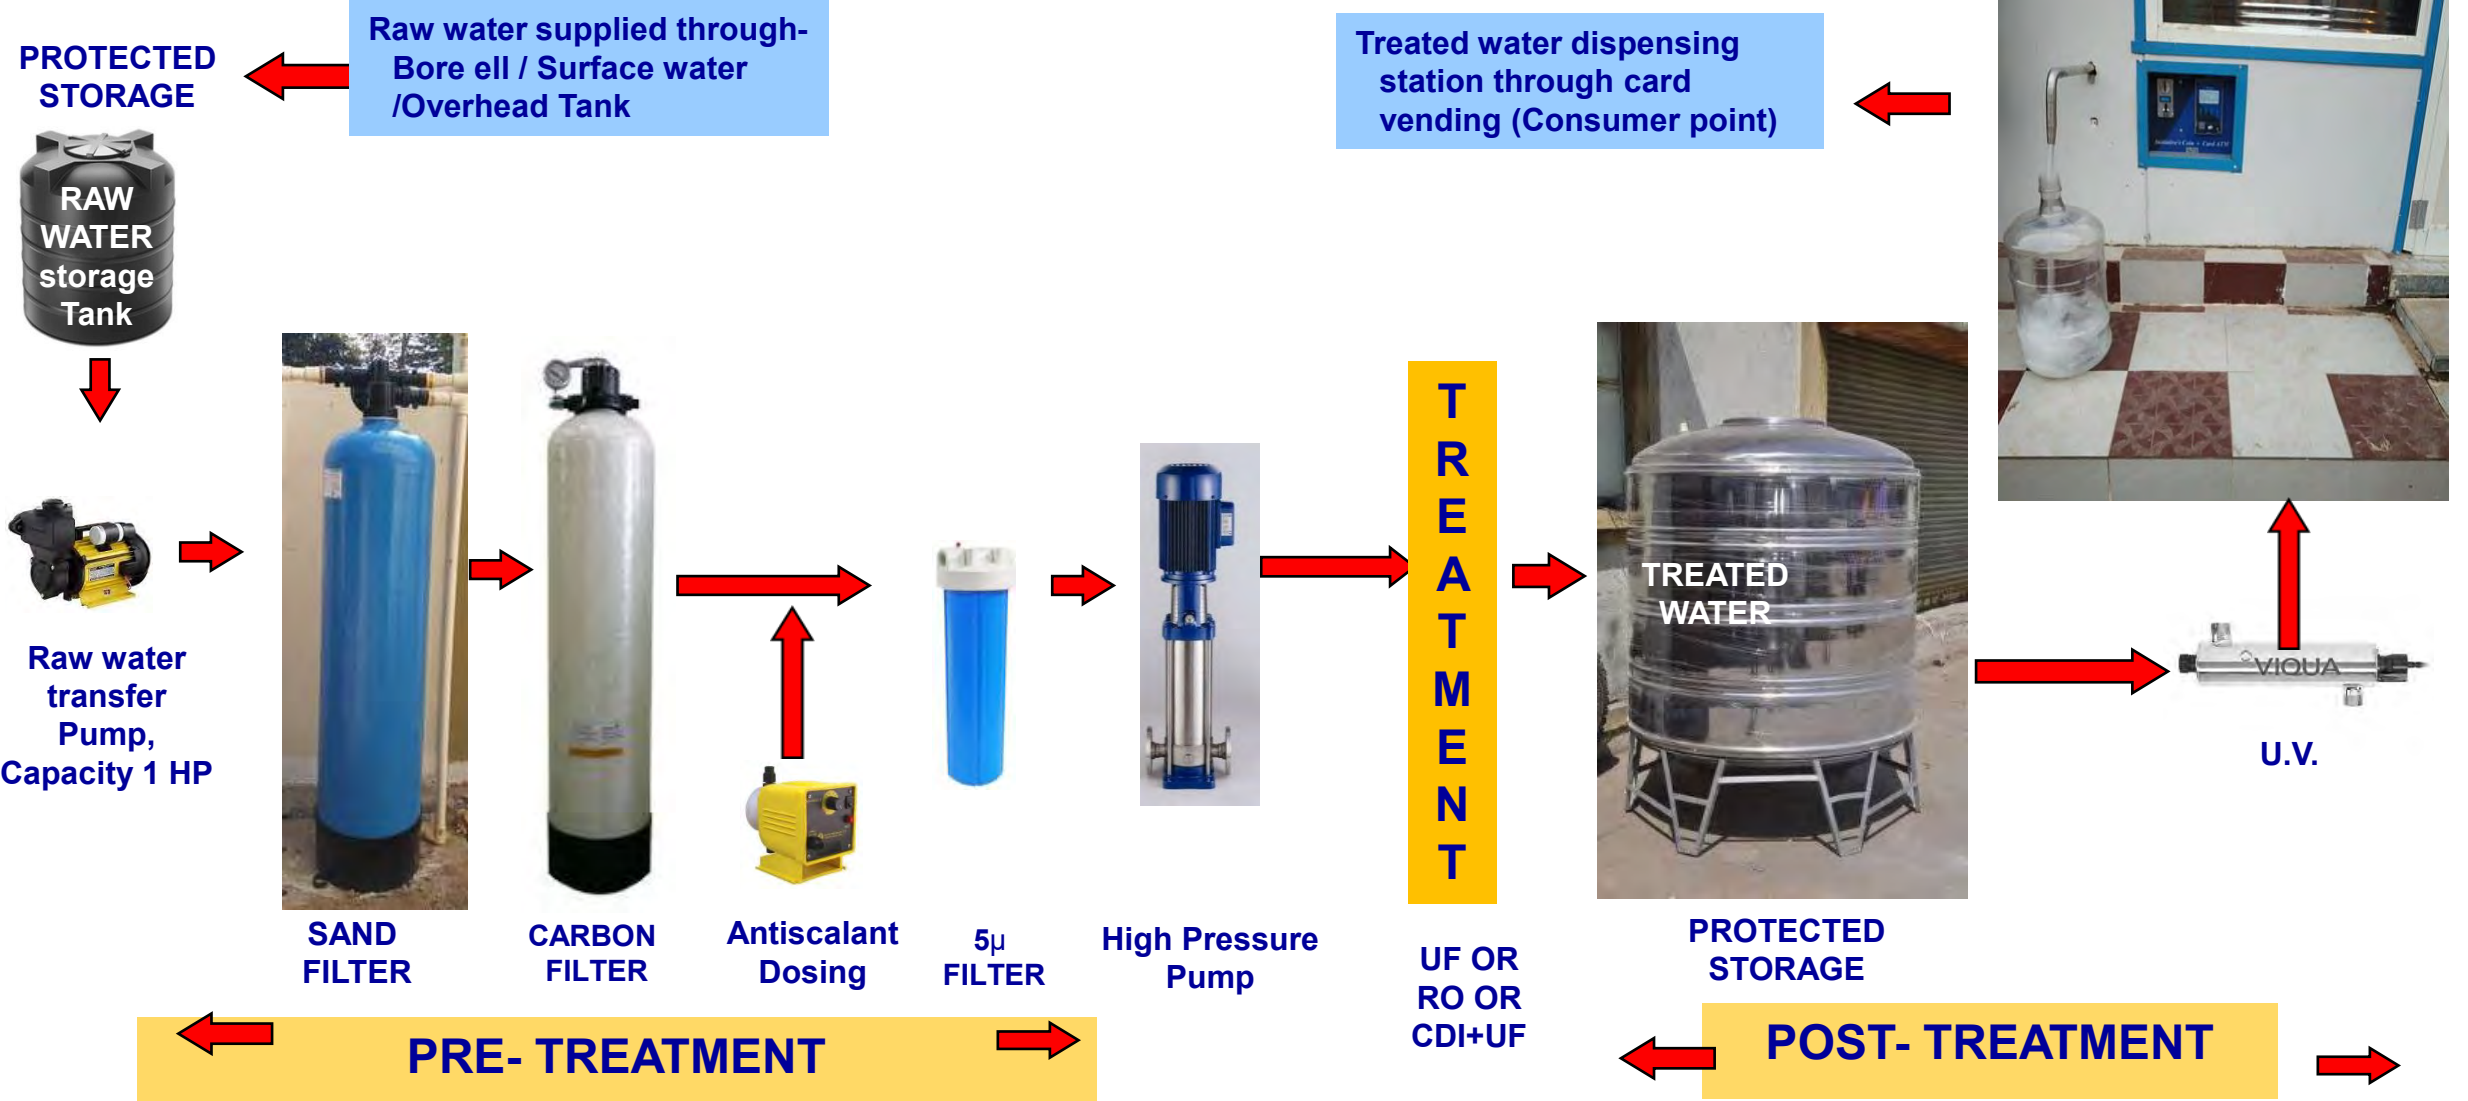 PROTECTED
STORAGE
Raw water supplied through-
Bore ell / Surface water
/Overhead Tank
Treated water dispensing
station through card
vending (Consumer point)
RAW
WATER
storage
Tank
Raw water
transfer
Pump,
Capacity 1 HP
SAND
FILTER
CARBON
FILTER
Antiscalant
Dosing
5µ
FILTER
High Pressure
Pump
T
R
E
A
T
M
E
N
T
UF OR
RO OR
CDI+UF
TREATED
WATER
PROTECTED
STORAGE
VIQUA
U.V.
PRE- TREATMENT
POST- TREATMENT